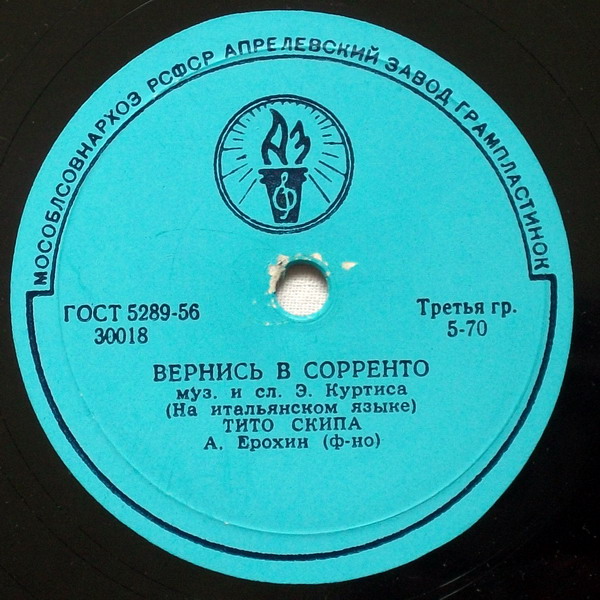 МОСОБЛСОВНАРХОЗ РСФСР АПРЕЛЕВСКИЙ ЗАВОД ГРАМПЛАСТИНОК
АЗ
ГОСТ 5289-56
30018
Третья гр.
5-70
ВЕРНИСЬ В СОРРЕНТО
муз. и сл. Э. Куртиса
(На итальянском языке)
ТИТО СКИПА
А. Ерохин (ф-но)